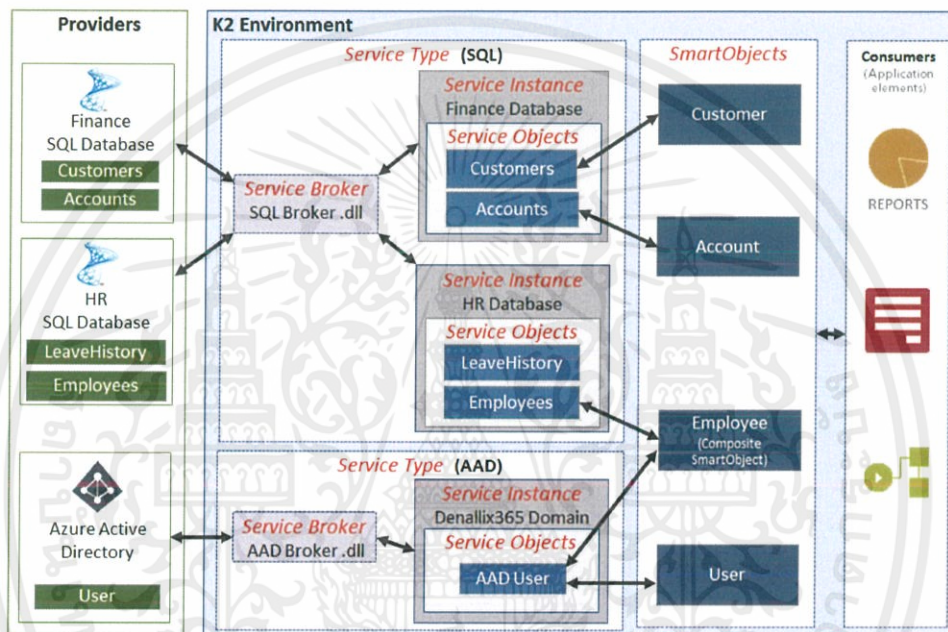 Providers
Finance
SQL Database
Customers
Accounts
HR
SQL Database
LeaveHistory
Employees
Azure Active
Directory
User
K2 Environment
Service Type (SQL)
Service Broker
SQL Broker .dll
Service Instance
Finance Database
Service Objects
Customers
Accounts
Service Instance
HR Database
Service Objects
LeaveHistory
Employees
Service Type (AAD)
Service Broker
AAD Broker .dll
Service Instance
Denallix365 Domain
Service Objects
AAD User
SmartObjects
Customer
Account
Employee
(Composite
SmartObject)
User
Consumers
(Application
elements)
REPORTS